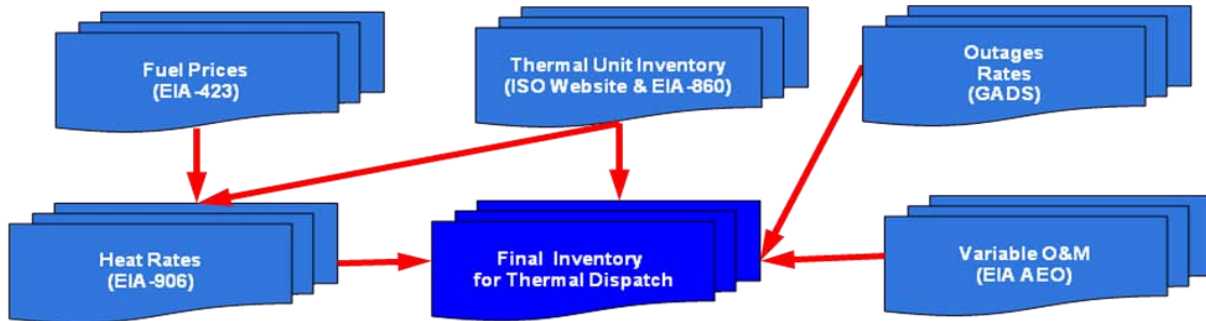 Fuel Prices
(EIA-423)
Thermal Unit Inventory
(ISO Website & EIA-860)
Outages
Rates
(GADS)
Heat Rates
(EIA-906)
Final Inventory
for Thermal Dispatch
Variable O&M
(EIA AEO)